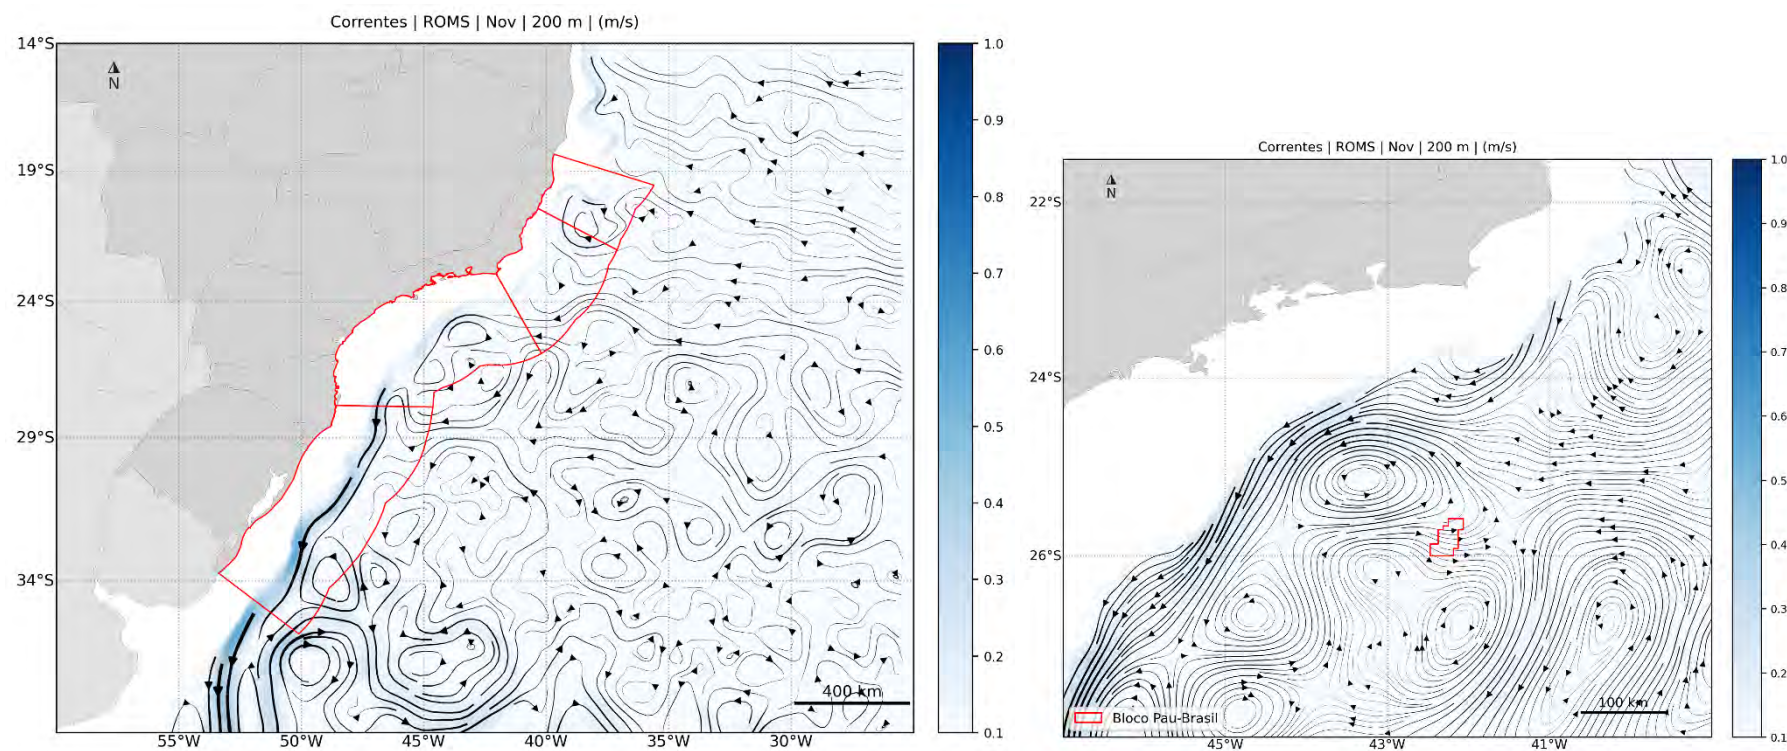 Correntes | ROMS | Nov | 200 m | (m/s)
14°S
19°S
24°S
29°S
34°S
N
400 km
55°W 50°W 45°W 40°W 35°W 30°W
1.0
0.9
0.8
0.7
0.6
0.5
0.4
0.3
0.2
0.1
Correntes | ROMS | Nov | 200 m | (m/s)
22°S
24°S
26°S
N
Bloco Pau-Brasil
100 km
45°W 43°W 41°W
1.0
0.9
0.8
0.7
0.6
0.5
0.4
0.3
0.2
0.1